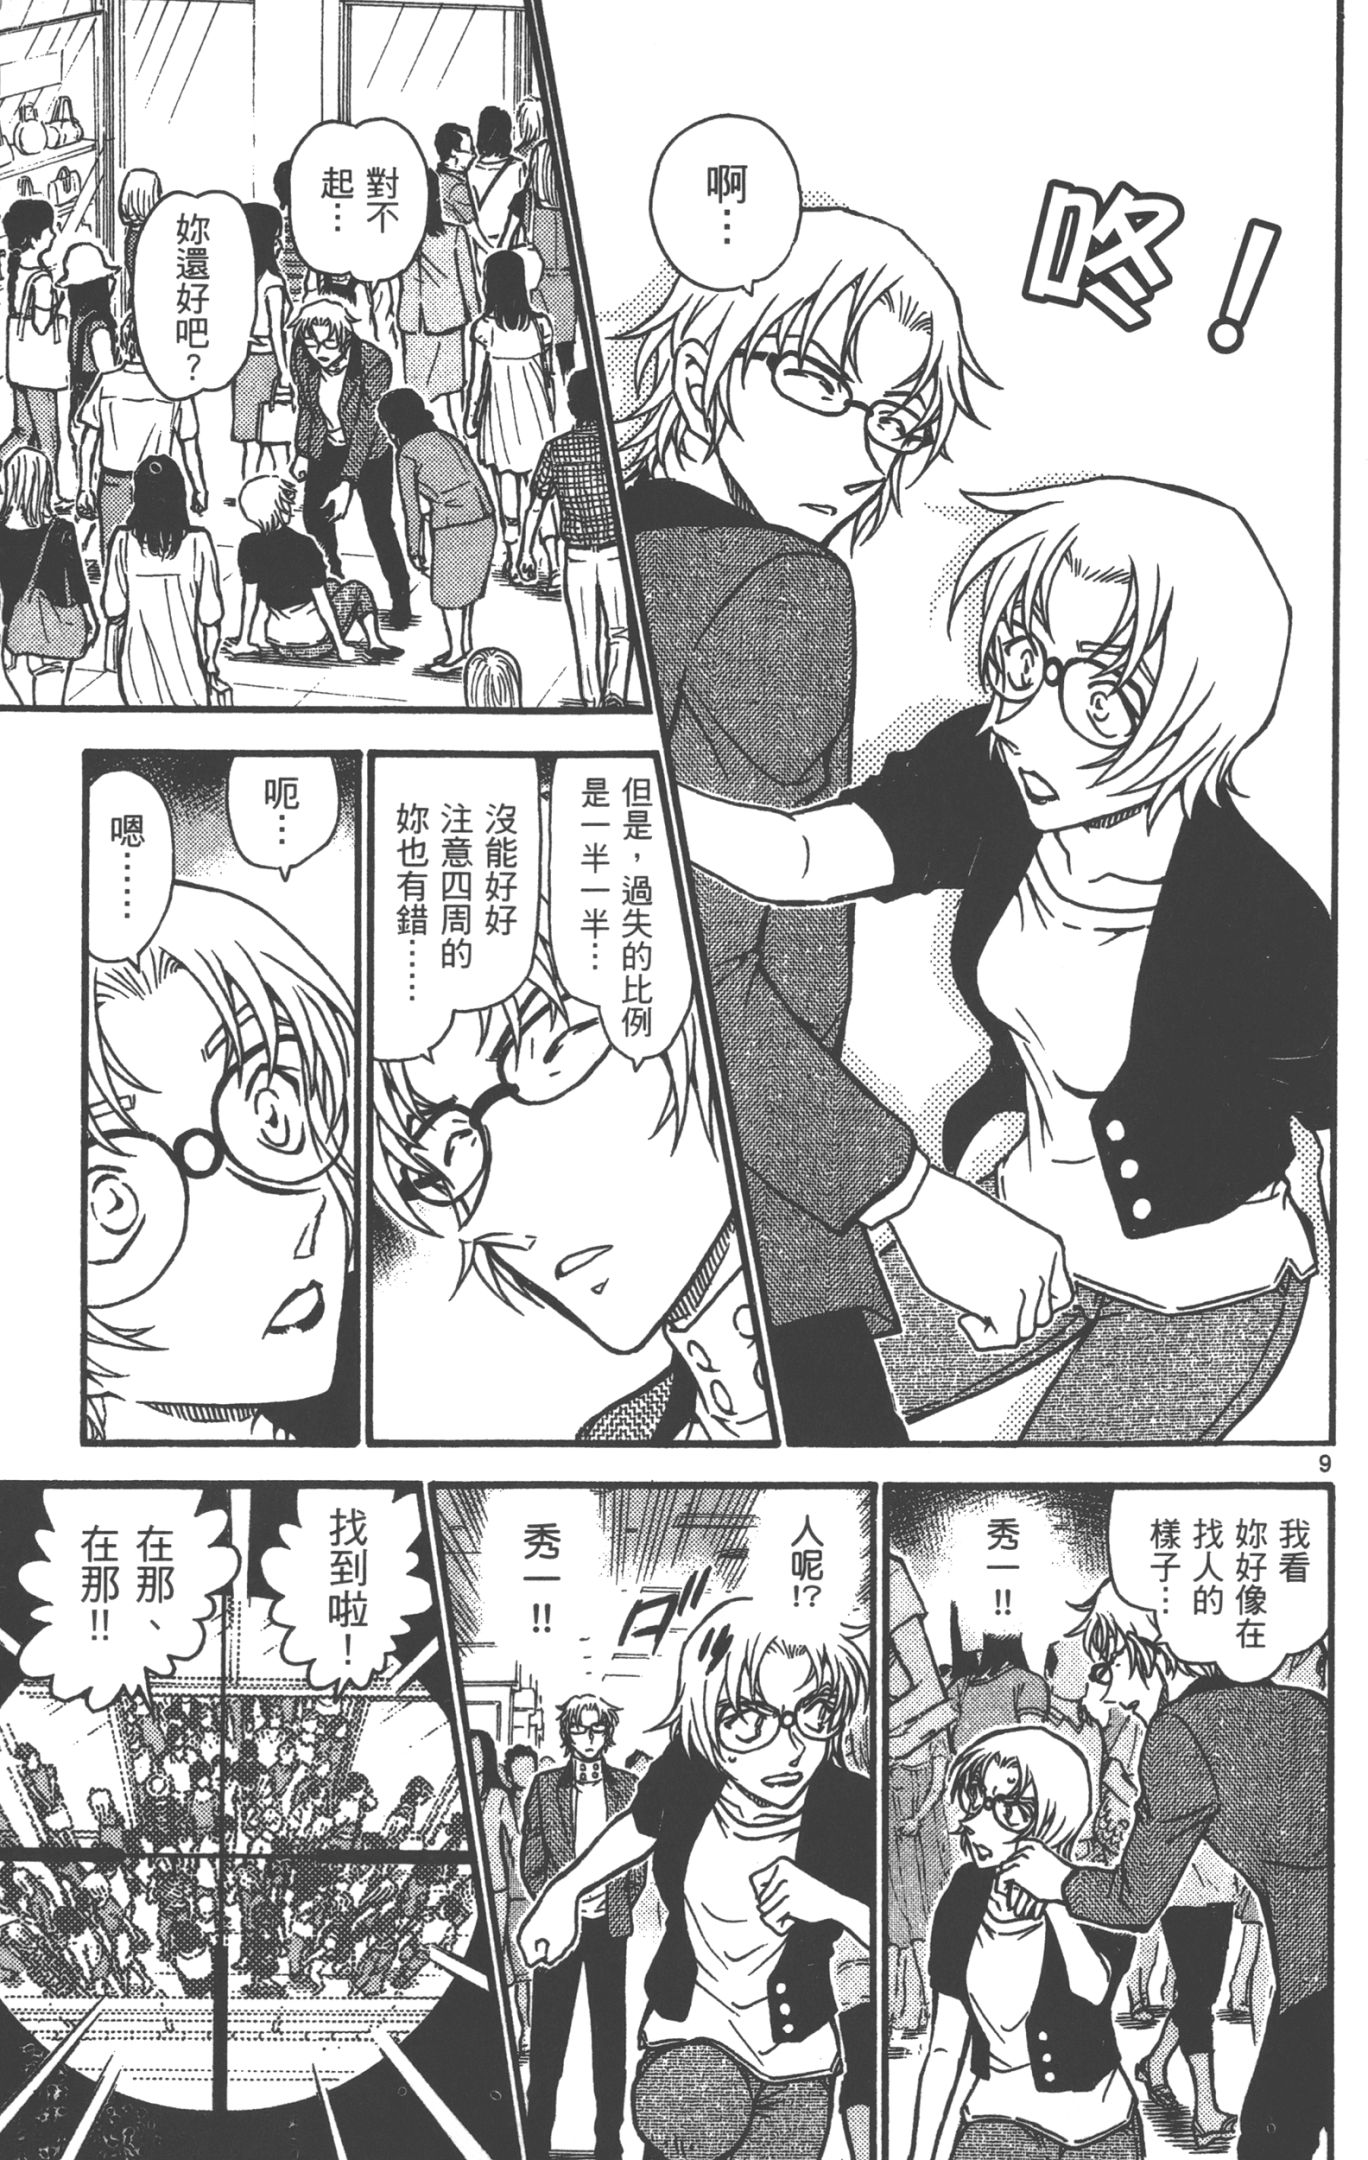 咚！
啊…
對不
起…
妳還好吧？
但是，過失的比例
是一半一半…
沒能好好
注意四周的
妳也有錯……
呃…
嗯……
9
我看
妳好像在
找人的
樣子…
秀一!!
人呢!?
秀一!!
找到啦！
在那、
在那!!